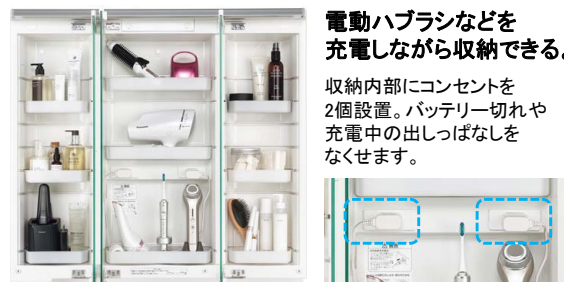 電動ハブラシなどを
充電しながら収納できる。
収納内部にコンセントを
2個設置。バッテリー切れや
充電中の出しっぱなしを
なくせます。